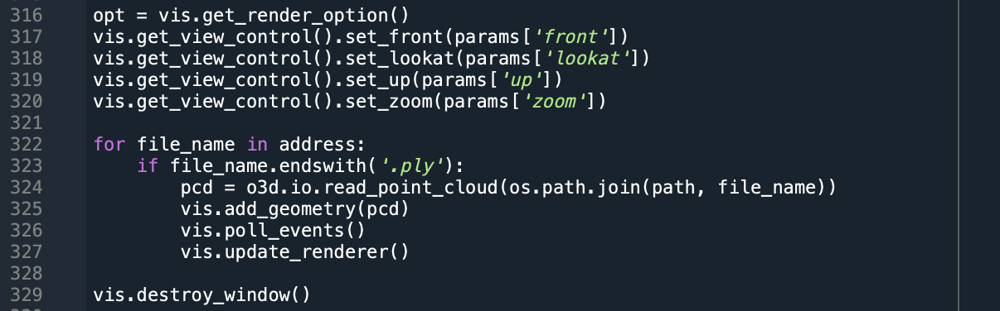 316 opt = vis.get_render_option()
317 vis.get_view_control().set_front(params['front'])
318 vis.get_view_control().set_lookat(params['lookat'])
319 vis.get_view_control().set_up(params['up'])
320 vis.get_view_control().set_zoom(params['zoom'])
321
322 for file_name in address:
323     if file_name.endswith('.ply'):
324         pcd = o3d.io.read_point_cloud(os.path.join(path, file_name))
325         vis.add_geometry(pcd)
326         vis.poll_events()
327         vis.update_renderer()
328
329 vis.destroy_window()